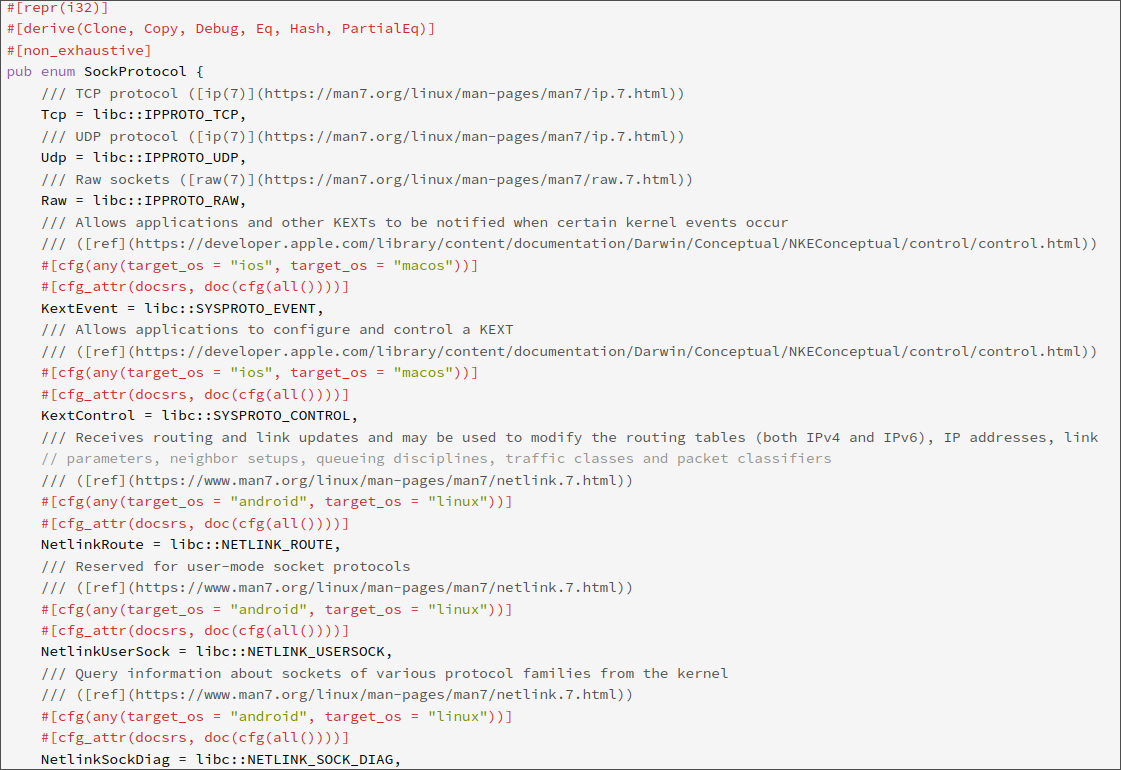 #[repr(i32)]
#[derive(Clone, Copy, Debug, Eq, Hash, PartialEq)]
#[non_exhaustive]
pub enum SockProtocol {
    /// TCP protocol ([ip(7)](https://man7.org/linux/man-pages/man7/ip.7.html))
    Tcp = libc::IPPROTO_TCP,
    /// UDP protocol ([ip(7)](https://man7.org/linux/man-pages/man7/ip.7.html))
    Udp = libc::IPPROTO_UDP,
    /// Raw sockets ([raw(7)](https://man7.org/linux/man-pages/man7/raw.7.html))
    Raw = libc::IPPROTO_RAW,
    /// Allows applications and other KEXTs to be notified when certain kernel events occur
    /// ([ref](https://developer.apple.com/library/content/documentation/Darwin/Conceptual/NKEConceptual/control/control.html))
    #[cfg(any(target_os = "ios", target_os = "macos"))]
    #[cfg_attr(docsrs, doc(cfg(all())))]
    KextEvent = libc::SYSPROTO_EVENT,
    /// Allows applications to configure and control a KEXT
    /// ([ref](https://developer.apple.com/library/content/documentation/Darwin/Conceptual/NKEConceptual/control/control.html))
    #[cfg(any(target_os = "ios", target_os = "macos"))]
    #[cfg_attr(docsrs, doc(cfg(all())))]
    KextControl = libc::SYSPROTO_CONTROL,
    /// Receives routing and link updates and may be used to modify the routing tables (both IPv4 and IPv6), IP addresses, link
    // parameters, neighbor setups, queueing disciplines, traffic classes and packet classifiers
    /// ([ref](https://www.man7.org/linux/man-pages/man7/netlink.7.html))
    #[cfg(any(target_os = "android", target_os = "linux"))]
    #[cfg_attr(docsrs, doc(cfg(all())))]
    NetlinkRoute = libc::NETLINK_ROUTE,
    /// Reserved for user-mode socket protocols
    /// ([ref](https://www.man7.org/linux/man-pages/man7/netlink.7.html))
    #[cfg(any(target_os = "android", target_os = "linux"))]
    #[cfg_attr(docsrs, doc(cfg(all())))]
    NetlinkUserSock = libc::NETLINK_USERSOCK,
    /// Query information about sockets of various protocol families from the kernel
    /// ([ref](https://www.man7.org/linux/man-pages/man7/netlink.7.html))
    #[cfg(any(target_os = "android", target_os = "linux"))]
    #[cfg_attr(docsrs, doc(cfg(all())))]
    NetlinkSockDiag = libc::NETLINK_SOCK_DIAG,